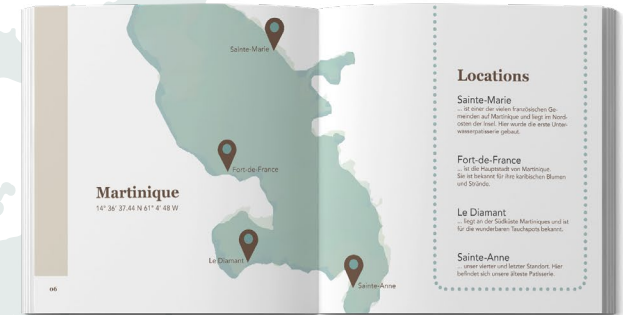 Sainte-Marie
Fort-de-France
Martinique
14° 36' 37.44 N 61° 4' 48 W
Le Diamant
Sainte-Anne
06
Locations
Sainte-Marie
... ist einer der vielen französischen Ge-
meinden auf Martinique und liegt im Nord-
osten der Insel. Hier wurde die erste Unter-
wasserpatisserie gebaut.
Fort-de-France
... ist die Hauptstadt von Martinique.
Sie ist bekannt für ihre karibischen Blumen
und Strände.
Le Diamant
... liegt an der Südküste Martiniques und ist
für die wunderbaren Tauchspots bekannt.
Sainte-Anne
... unser vierter und letzter Standort. Hier
befindet sich unsere älteste Patisserie.